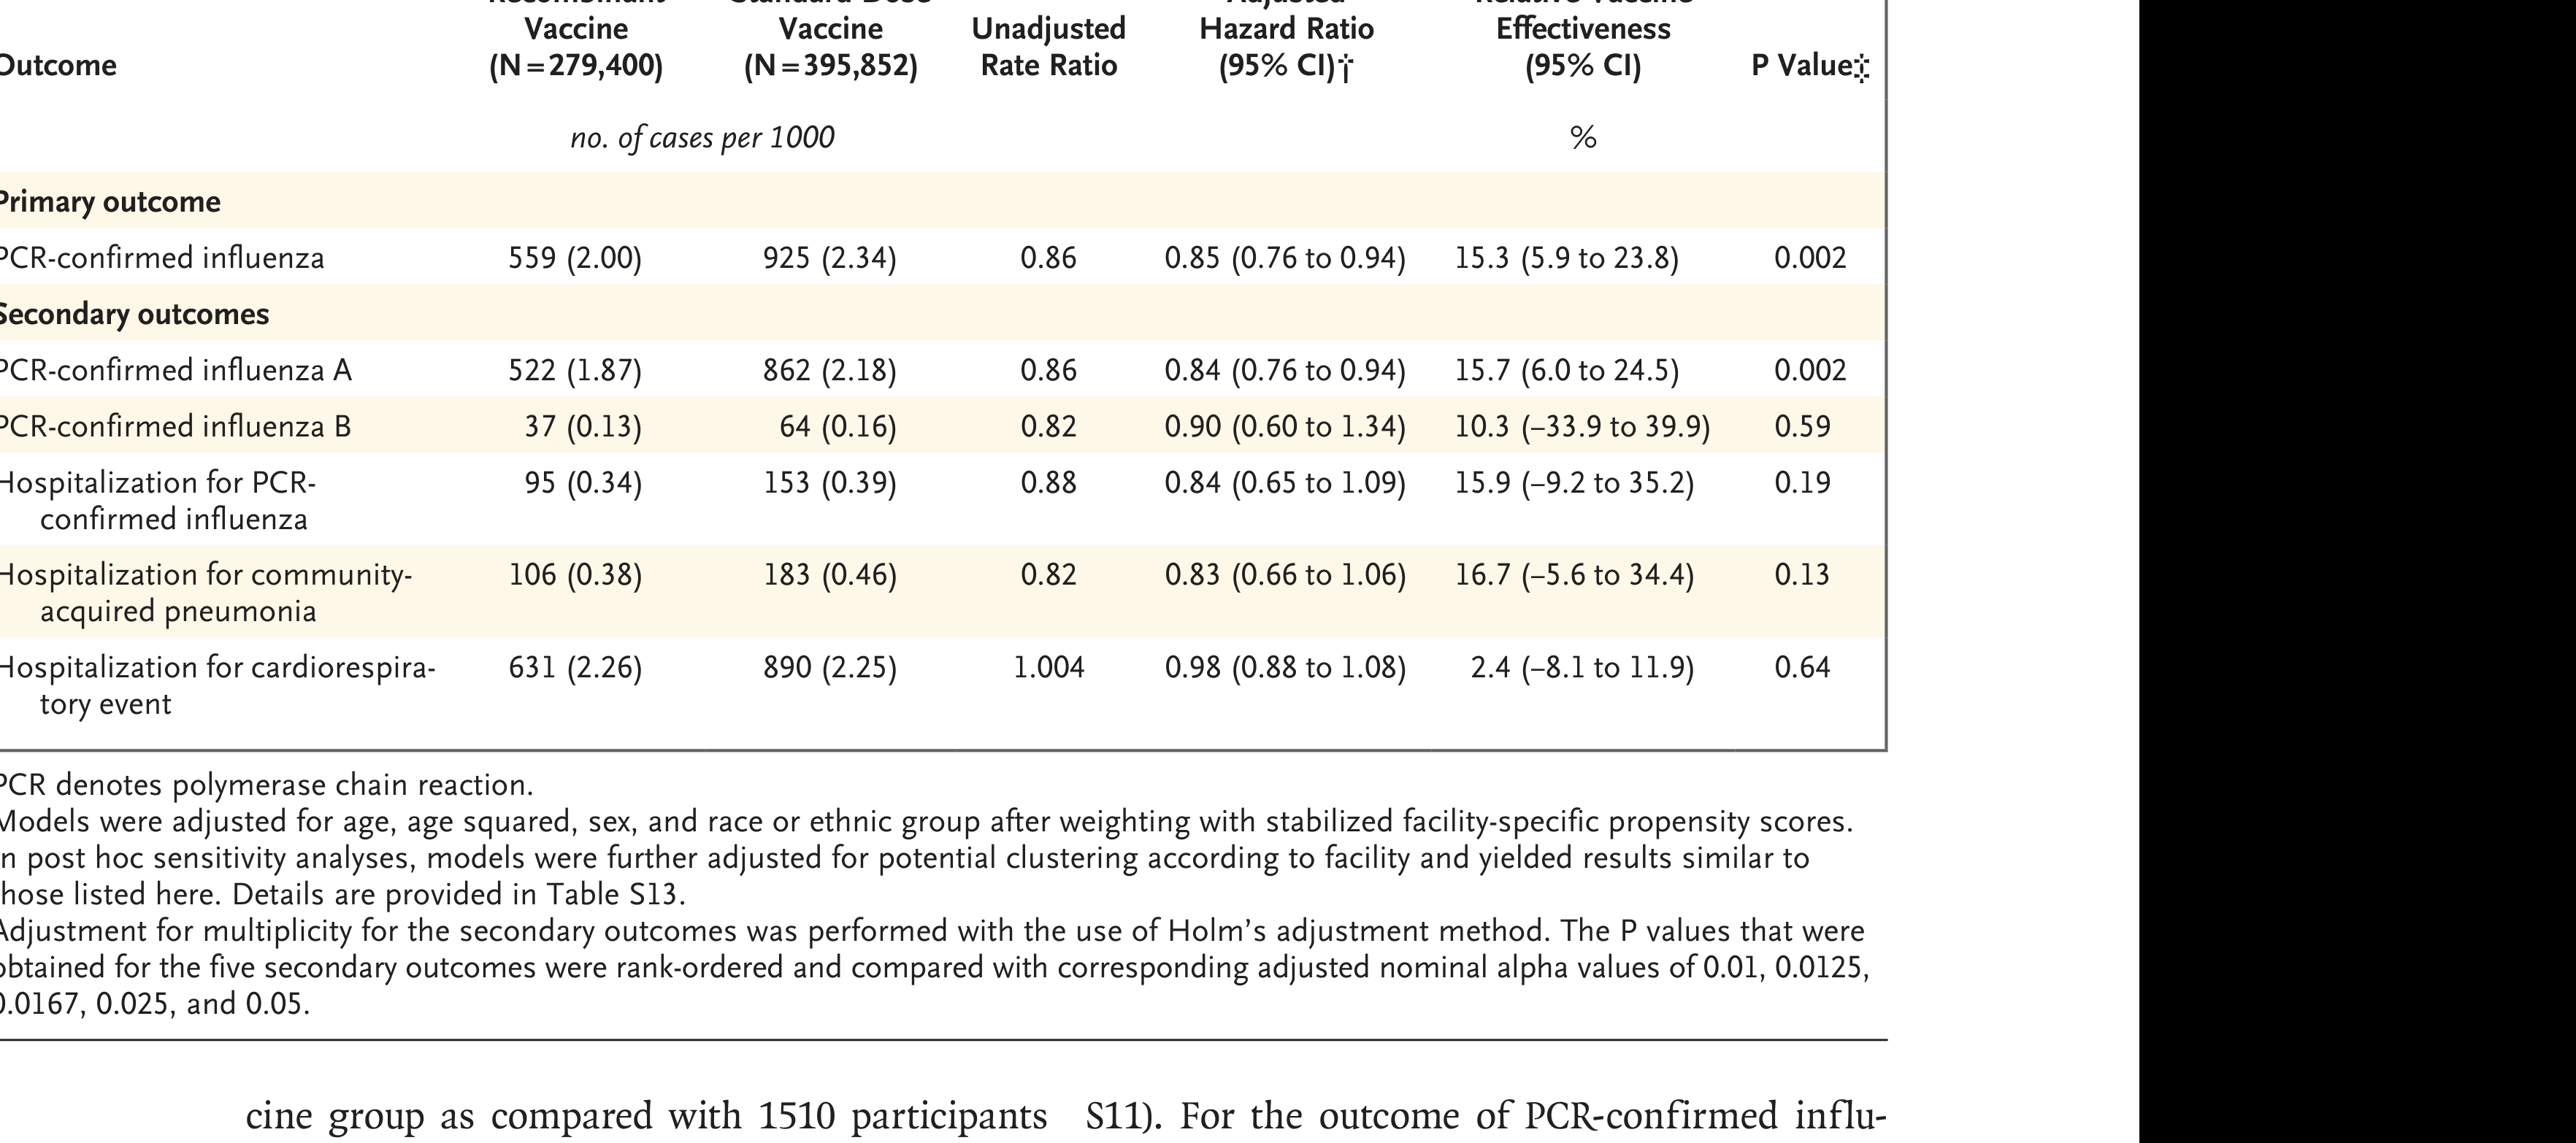 Vaccine Vaccine Unadjusted Hazard Ratio Effectiveness
Outcome (N=279,400) (N=395,852) Rate Ratio (95% CI)† (95% CI) P Value‡
no. of cases per 1000 %
Primary outcome
PCR-confirmed influenza 559 (2.00) 925 (2.34) 0.86 0.85 (0.76 to 0.94) 15.3 (5.9 to 23.8) 0.002
Secondary outcomes
PCR-confirmed influenza A 522 (1.87) 862 (2.18) 0.86 0.84 (0.76 to 0.94) 15.7 (6.0 to 24.5) 0.002
PCR-confirmed influenza B 37 (0.13) 64 (0.16) 0.82 0.90 (0.60 to 1.34) 10.3 (–33.9 to 39.9) 0.59
Hospitalization for PCR- 95 (0.34) 153 (0.39) 0.88 0.84 (0.65 to 1.09) 15.9 (–9.2 to 35.2) 0.19
confirmed influenza
Hospitalization for community- 106 (0.38) 183 (0.46) 0.82 0.83 (0.66 to 1.06) 16.7 (–5.6 to 34.4) 0.13
acquired pneumonia
Hospitalization for cardiorespira- 631 (2.26) 890 (2.25) 1.004 0.98 (0.88 to 1.08) 2.4 (–8.1 to 11.9) 0.64
tory event
PCR denotes polymerase chain reaction.
Models were adjusted for age, age squared, sex, and race or ethnic group after weighting with stabilized facility-specific propensity scores.
In post hoc sensitivity analyses, models were further adjusted for potential clustering according to facility and yielded results similar to
those listed here. Details are provided in Table S13.
Adjustment for multiplicity for the secondary outcomes was performed with the use of Holm's adjustment method. The P values that were
obtained for the five secondary outcomes were rank-ordered and compared with corresponding adjusted nominal alpha values of 0.01, 0.0125,
0.0167, 0.025, and 0.05.
cine group as compared with 1510 participants
S11). For the outcome of PCR-confirmed influ-